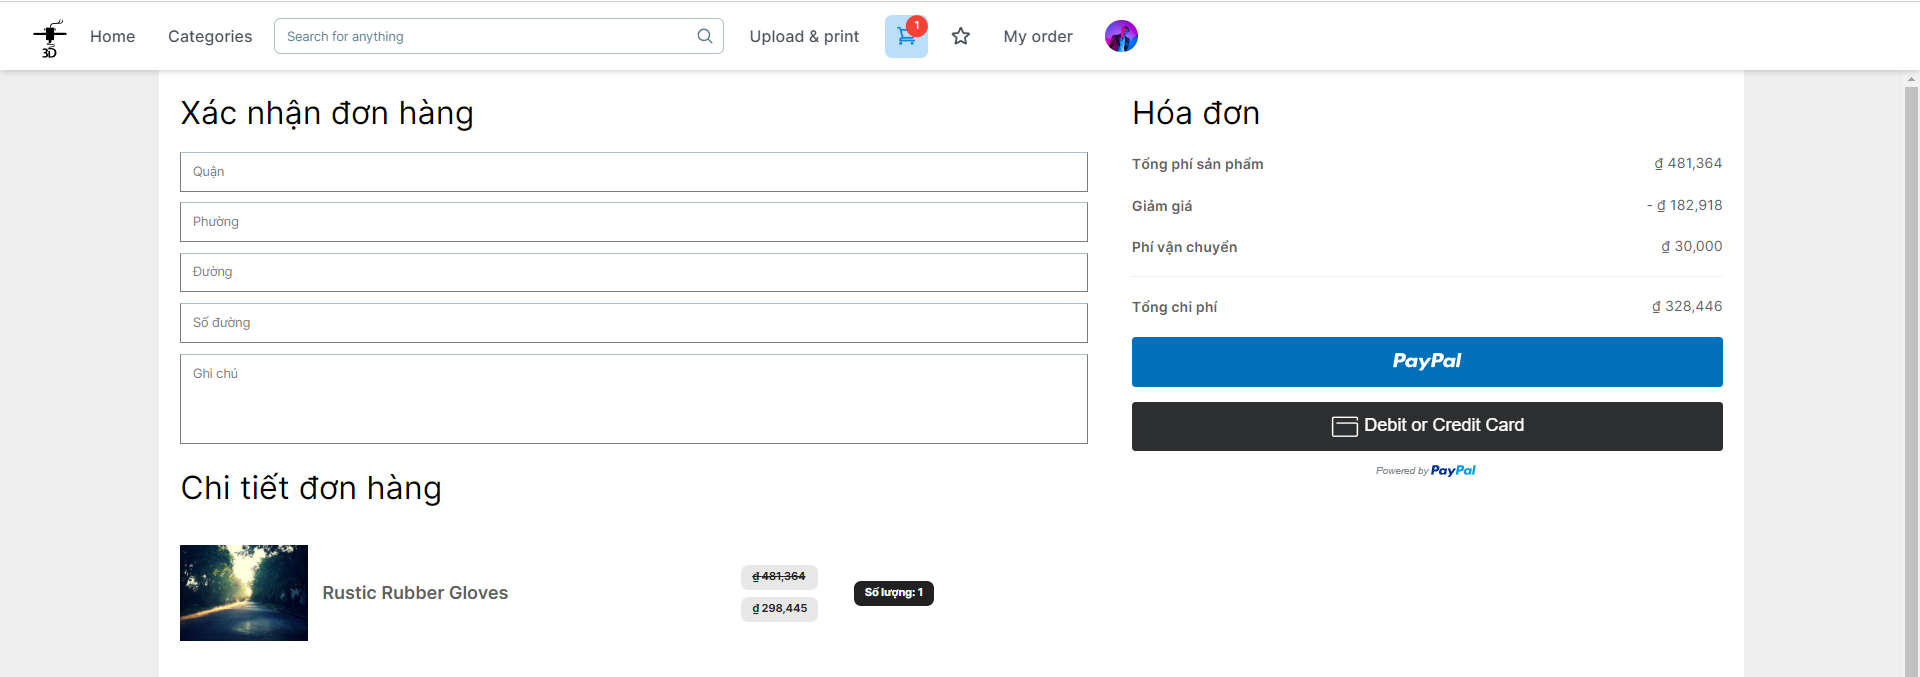 3D
Home
Categories
Search for anything
Upload & print
1
My order
Xác nhận đơn hàng
Quận
Phường
Đường
Số đường
Ghi chú
Chi tiết đơn hàng
Rustic Rubber Gloves
₫ 481,364
₫ 298,445
Số lượng: 1
Hóa đơn
Tổng phí sản phẩm ₫ 481,364
Giảm giá - ₫ 182,918
Phí vận chuyển ₫ 30,000
Tổng chi phí ₫ 328,446
PayPal
Debit or Credit Card
Powered by PayPal